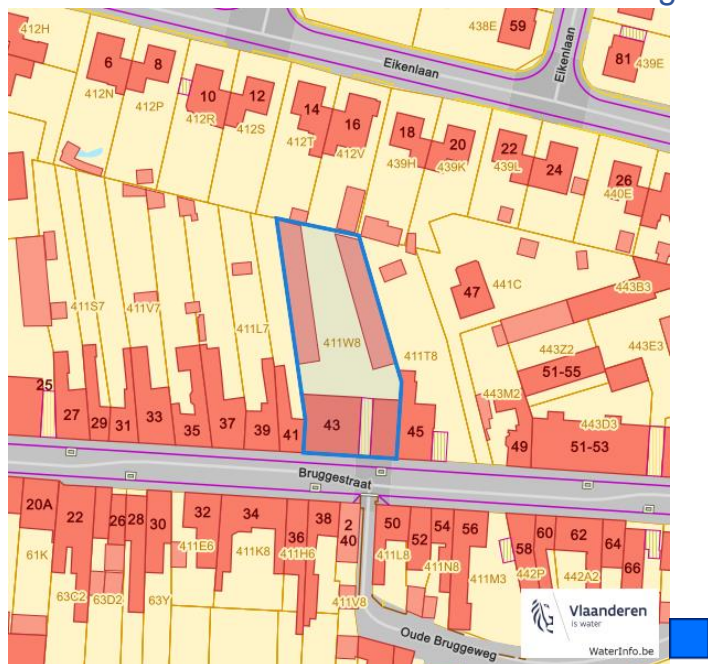 412H
438E
59
Eikenlaan
Eikenlaan
81
439E
6
8
412N
412P
10
12
412R
412S
14
16
412T
412V
18
20
439H
439K
22
24
439L
26
440E
47
441C
443B3
411S7
411V7
411L7
411W8
411T8
443Z2
443E3
51-55
443M2
443D3
25
27
29
31
33
35
37
39
41
43
45
49
51-53
Bruggestraat
20A
22
26
28
30
32
34
36
38
2
40
50
52
54
56
58
60
62
64
66
61K
63C2
63D2
63Y
411E6
411K8
411H6
411V8
411L8
411N8
411M3
442P
442A2
Oude Bruggeweg
Vlaanderen
is water
WaterInfo.be